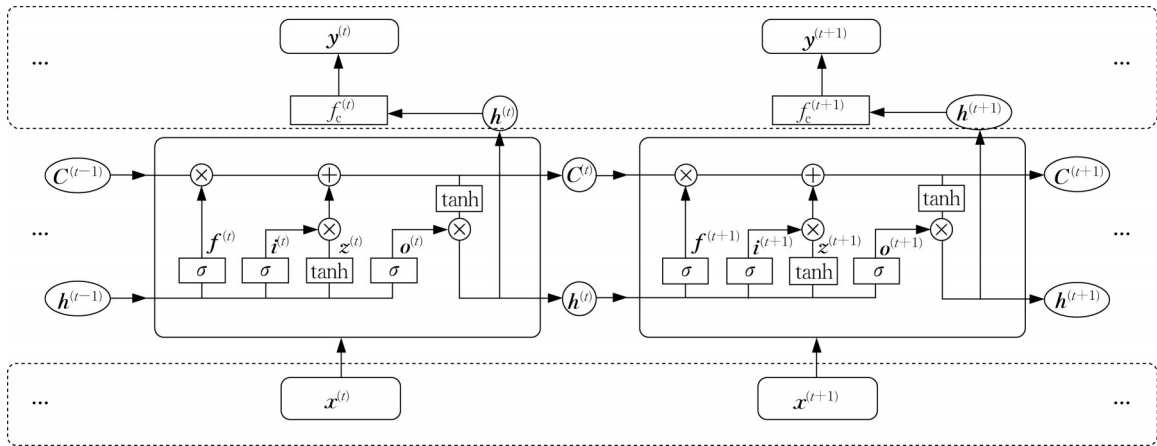 y^(t) y^(t+1)
... ...
f_c^(t) h^(t) f_c^(t+1) h^(t+1)
C^(t−1) × + C^(t) × + C^(t+1)
tanh tanh
... × × × × ...
f^(t) i^(t) z^(t) o^(t) f^(t+1) i^(t+1) z^(t+1) o^(t+1)
σ σ tanh σ σ σ tanh σ
h^(t−1) h^(t) h^(t+1)
... x^(t) x^(t+1) ...